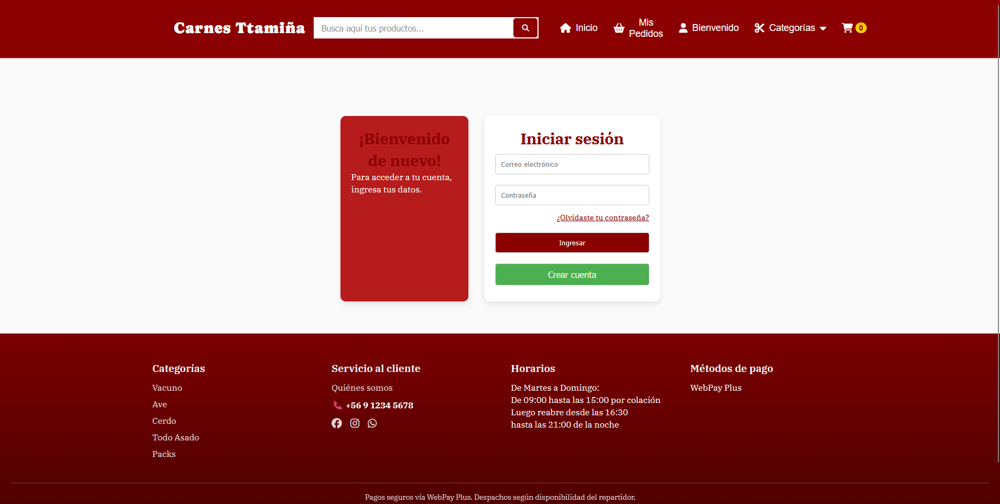 Carnes Ttamiña
Busca aquí tus productos...
Inicio
Mis
Pedidos
Bienvenido
Categorías
0
¡Bienvenido
de nuevo!
Para acceder a tu cuenta,
ingresa tus datos.
Iniciar sesión
Correo electrónico
Contraseña
¿Olvidaste tu contraseña?
Ingresar
Crear cuenta
Categorías
Vacuno
Ave
Cerdo
Todo Asado
Packs
Servicio al cliente
Quiénes somos
+56 9 1234 5678
Horarios
De Martes a Domingo:
De 09:00 hasta las 15:00 por colación
Luego reabre desde las 16:30
hasta las 21:00 de la noche
Métodos de pago
WebPay Plus
Pagos seguros vía WebPay Plus. Despachos según disponibilidad del repartidor.